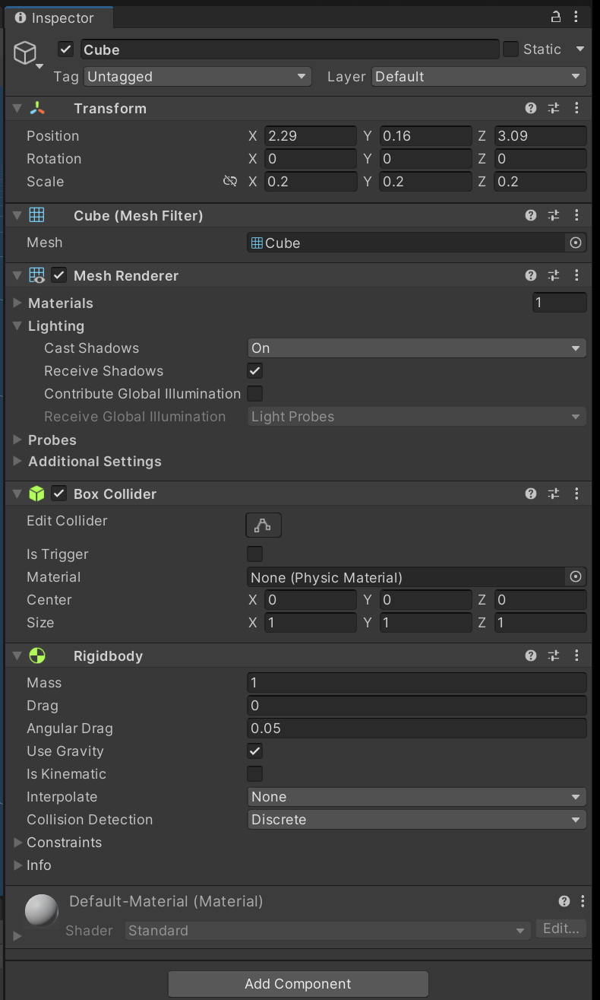 Inspector
Cube Static
Tag Untagged Layer Default
Transform
Position X 2.29 Y 0.16 Z 3.09
Rotation X 0 Y 0 Z 0
Scale X 0.2 Y 0.2 Z 0.2
Cube (Mesh Filter)
Mesh Cube
Mesh Renderer
Materials 1
Lighting
Cast Shadows On
Receive Shadows
Contribute Global Illumination
Receive Global Illumination Light Probes
Probes
Additional Settings
Box Collider
Edit Collider
Is Trigger
Material None (Physic Material)
Center X 0 Y 0 Z 0
Size X 1 Y 1 Z 1
Rigidbody
Mass 1
Drag 0
Angular Drag 0.05
Use Gravity
Is Kinematic
Interpolate None
Collision Detection Discrete
Constraints
Info
Default-Material (Material)
Shader Standard Edit...
Add Component